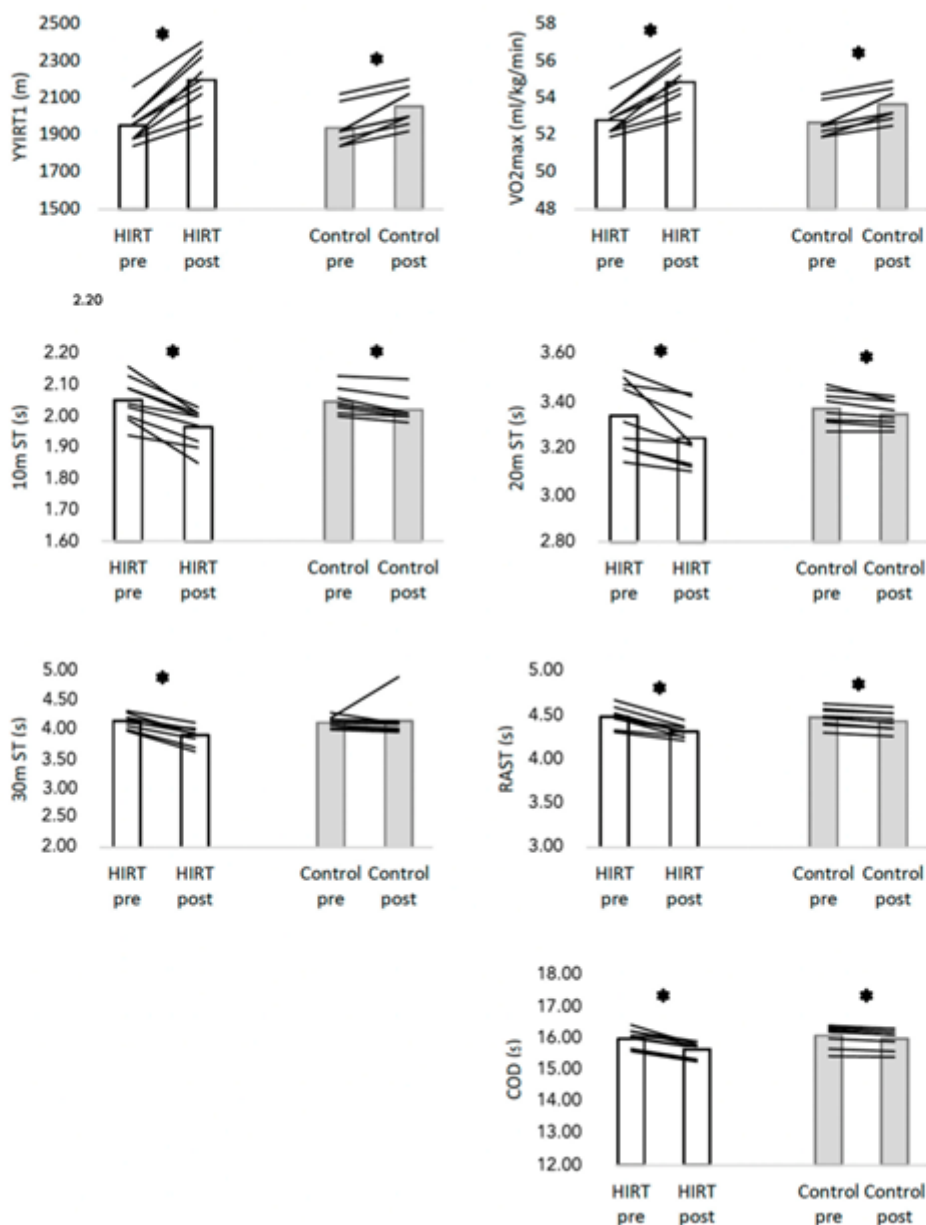 YYIRT1 (m)
2500
2300
2100
1900
1700
1500
HIRT pre
HIRT post
Control pre
Control post
VO2max (ml/kg/min)
58
56
54
52
50
48
HIRT pre
HIRT post
Control pre
Control post
2.20
10m ST (s)
2.20
2.10
2.00
1.90
1.80
1.70
1.60
HIRT pre
HIRT post
Control pre
Control post
20m ST (s)
3.60
3.40
3.20
3.00
2.80
HIRT pre
HIRT post
Control pre
Control post
30m ST (s)
5.00
4.50
4.00
3.50
3.00
2.50
2.00
HIRT pre
HIRT post
Control pre
Control post
RAST (s)
5.00
4.50
4.00
3.50
3.00
HIRT pre
HIRT post
Control pre
Control post
COD (s)
18.00
17.00
16.00
15.00
14.00
13.00
12.00
HIRT pre
HIRT post
Control pre
Control post